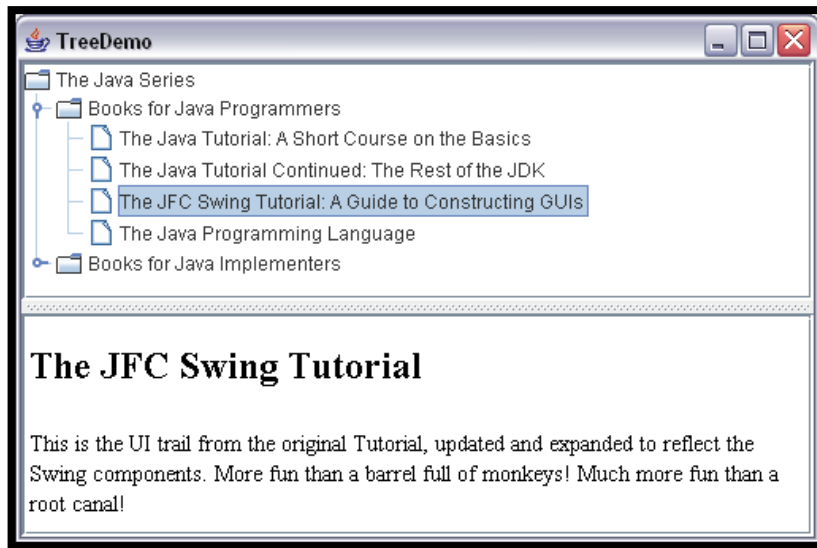 TreeDemo
The Java Series
Books for Java Programmers
The Java Tutorial: A Short Course on the Basics
The Java Tutorial Continued: The Rest of the JDK
The JFC Swing Tutorial: A Guide to Constructing GUIs
The Java Programming Language
Books for Java Implementers
The JFC Swing Tutorial
This is the UI trail from the original Tutorial, updated and expanded to reflect the
Swing components. More fun than a barrel full of monkeys! Much more fun than a
root canal!